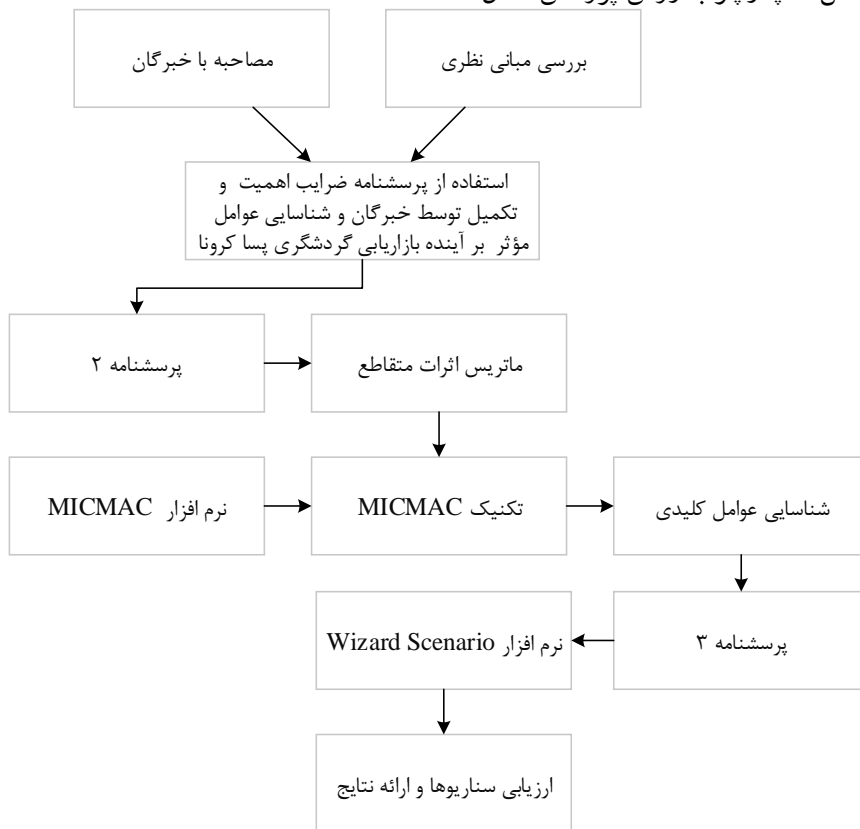 بررسی مبانی نظری
مصاحبه با خبرگان
استفاده از پرسشنامه ضرایب اهمیت و
تکمیل توسط خبرگان و شناسایی عوامل
مؤثر بر آینده بازاریابی گردشگری پسا کرونا
پرسشنامه ۲
ماتریس اثرات متقاطع
نرم افزار MICMAC
تکنیک MICMAC
شناسایی عوامل کلیدی
پرسشنامه ۳
نرم افزار Wizard Scenario
ارزیابی سناریوها و ارائه نتایج